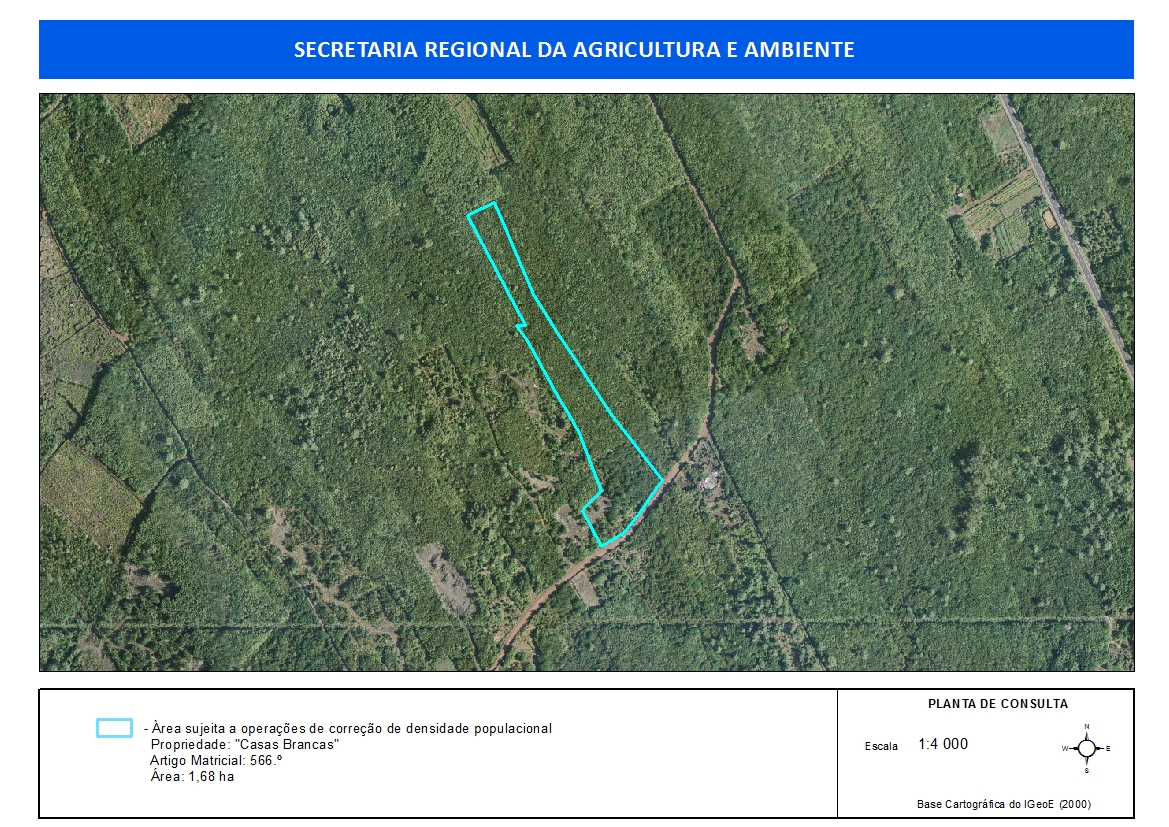 SECRETARIA REGIONAL DA AGRICULTURA E AMBIENTE
- Àrea sujeita a operações de correção de densidade populacional
Propriedade: "Casas Brancas"
Artigo Matricial: 566.º
Área: 1,68 ha
PLANTA DE CONSULTA
Escala 1:4 000
N
W E
S
Base Cartográfica do IGeoE (2000)